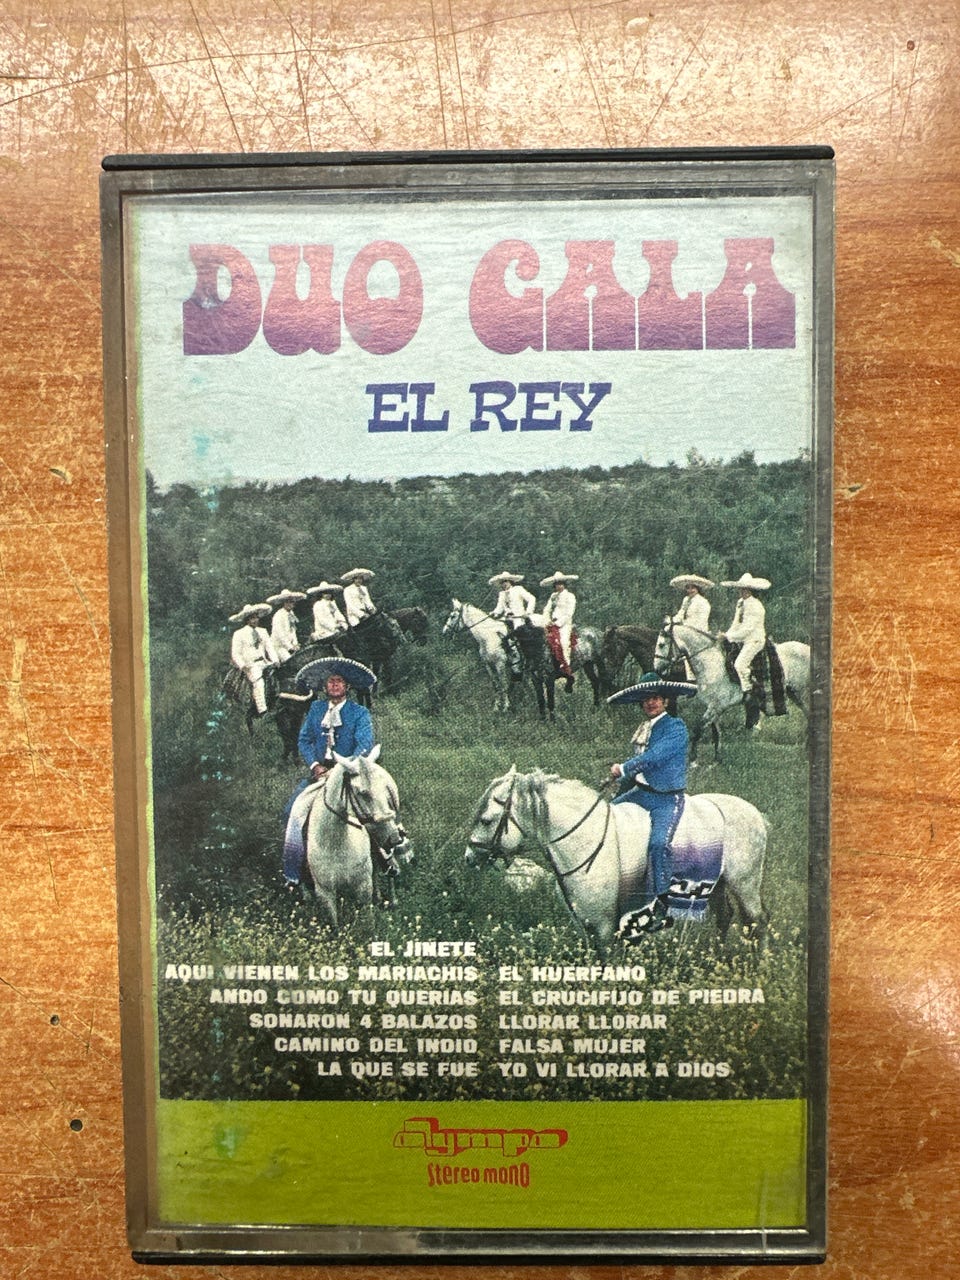 DUO GALA
EL REY
EL JINETE
AQUI VIENEN LOS MARIACHIS
ANDO COMO TU QUERIAS
SONARON 4 BALAZOS
CAMINO DEL INDIO
LA QUE SE FUE
EL HUERFANO
EL CRUCIFIJO DE PIEDRA
LLORAR LLORAR
FALSA MUJER
YO VI LLORAR A DIOS
olympo
Stereo mono